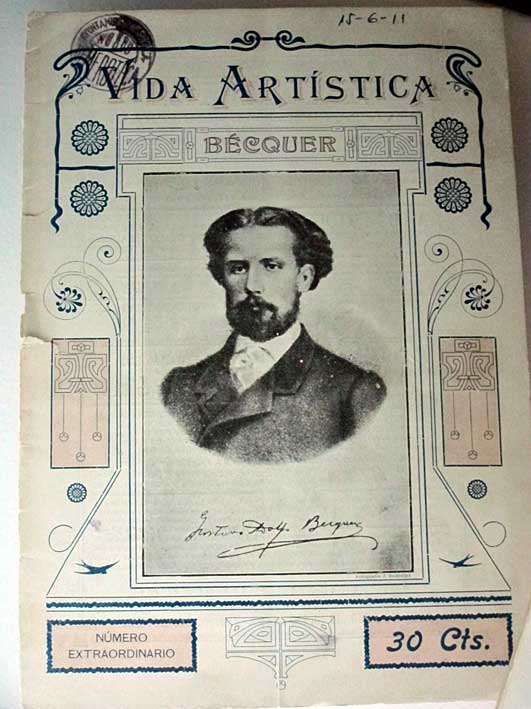 15-6-11
VIDA ARTÍSTICA
BÉCQUER
Gustavo Adolfo Becquer
NÚMERO
EXTRAORDINARIO
30 Cts.